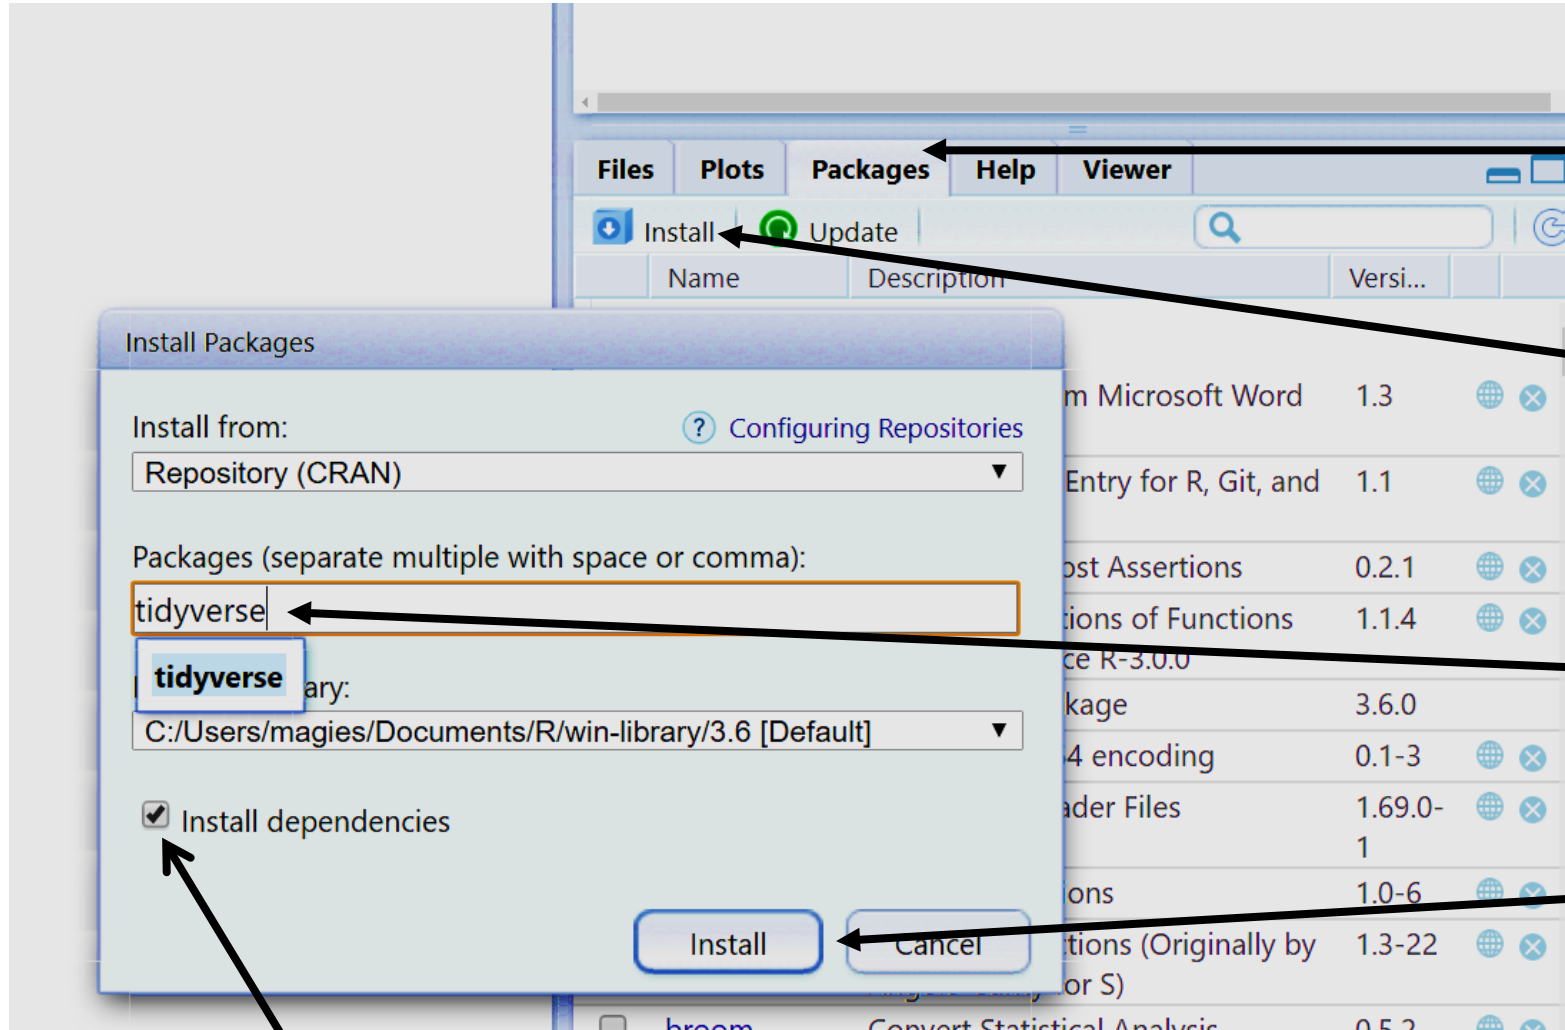 Files Plots Packages Help Viewer
Install Update
Name Description Versi...
Install Packages
Install from: ? Configuring Repositories
Repository (CRAN)
Packages (separate multiple with space or comma):
tidyverse
tidyverse
ary:
C:/Users/magies/Documents/R/win-library/3.6 [Default]
Install dependencies
Install Cancel
m Microsoft Word 1.3
Entry for R, Git, and 1.1
ost Assertions 0.2.1
tions of Functions 1.1.4
ce R-3.0.0
kage 3.6.0
4 encoding 0.1-3
ader Files 1.69.0-
1
ions 1.0-6
tions (Originally by 1.3-22
or S)
broom Convert Statistical Analysis 0.5.2